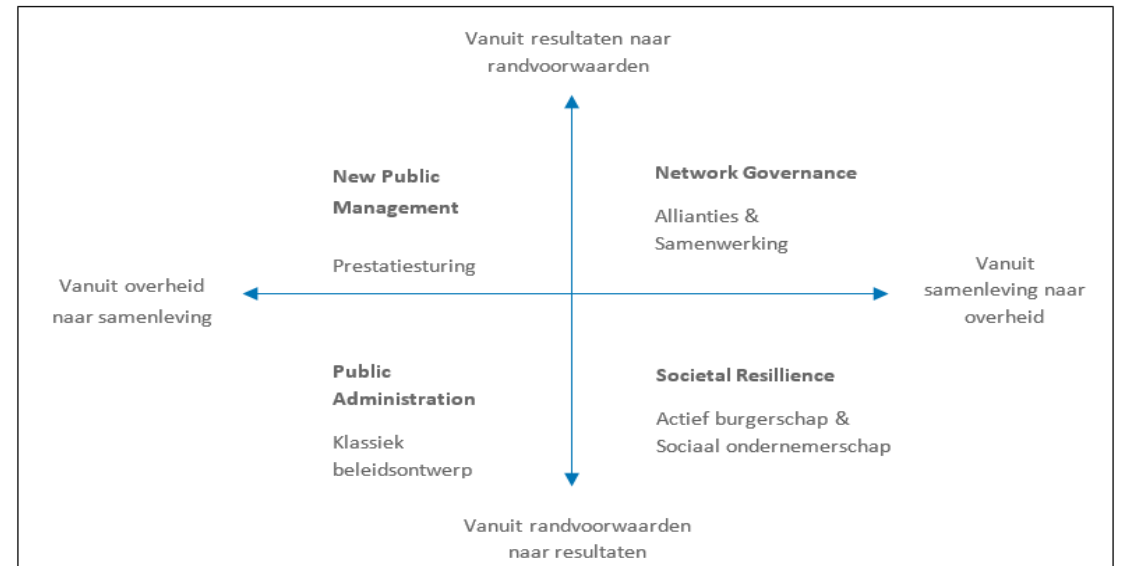 Vanuit resultaten naar
randvoorwaarden
New Public
Management
Prestatiesturing
Network Governance
Allianties &
Samenwerking
Vanuit overheid
naar samenleving
Vanuit
samenleving naar
overheid
Public
Administration
Klassiek
beleidsontwerp
Societal Resillience
Actief burgerschap &
Sociaal ondernemerschap
Vanuit randvoorwaarden
naar resultaten